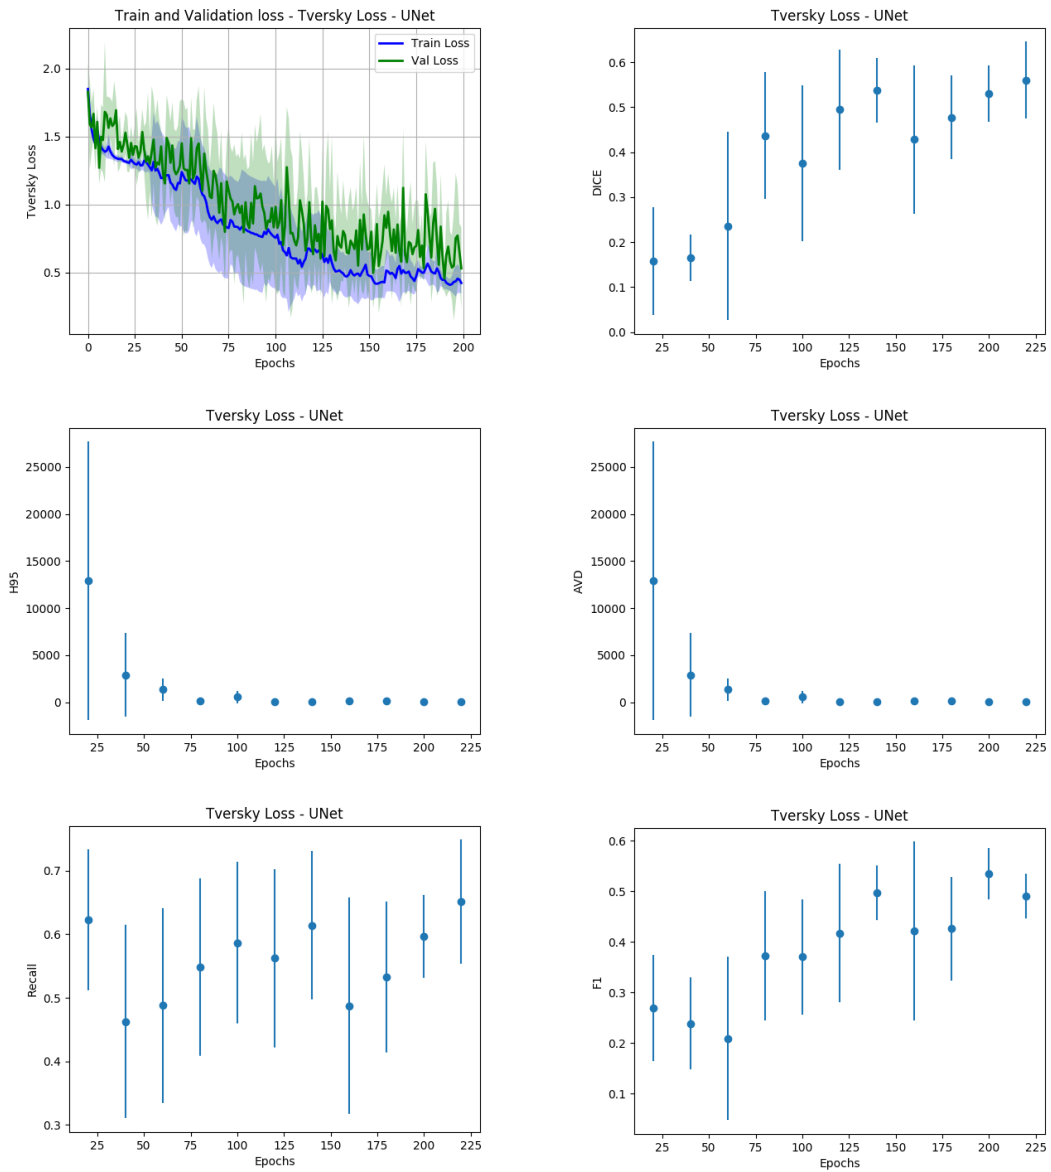 Train and Validation loss - Tversky Loss - UNet
Train Loss
Val Loss
2.0
1.5
1.0
0.5
Tversky Loss
0 25 50 75 100 125 150 175 200
Epochs
Tversky Loss - UNet
0.6
0.5
0.4
0.3
0.2
0.1
0.0
DICE
25 50 75 100 125 150 175 200 225
Epochs
Tversky Loss - UNet
25000
20000
15000
10000
5000
0
H95
25 50 75 100 125 150 175 200 225
Epochs
Tversky Loss - UNet
25000
20000
15000
10000
5000
0
AVD
25 50 75 100 125 150 175 200 225
Epochs
Tversky Loss - UNet
0.7
0.6
0.5
0.4
0.3
Recall
25 50 75 100 125 150 175 200 225
Epochs
Tversky Loss - UNet
0.6
0.5
0.4
0.3
0.2
0.1
F1
25 50 75 100 125 150 175 200 225
Epochs